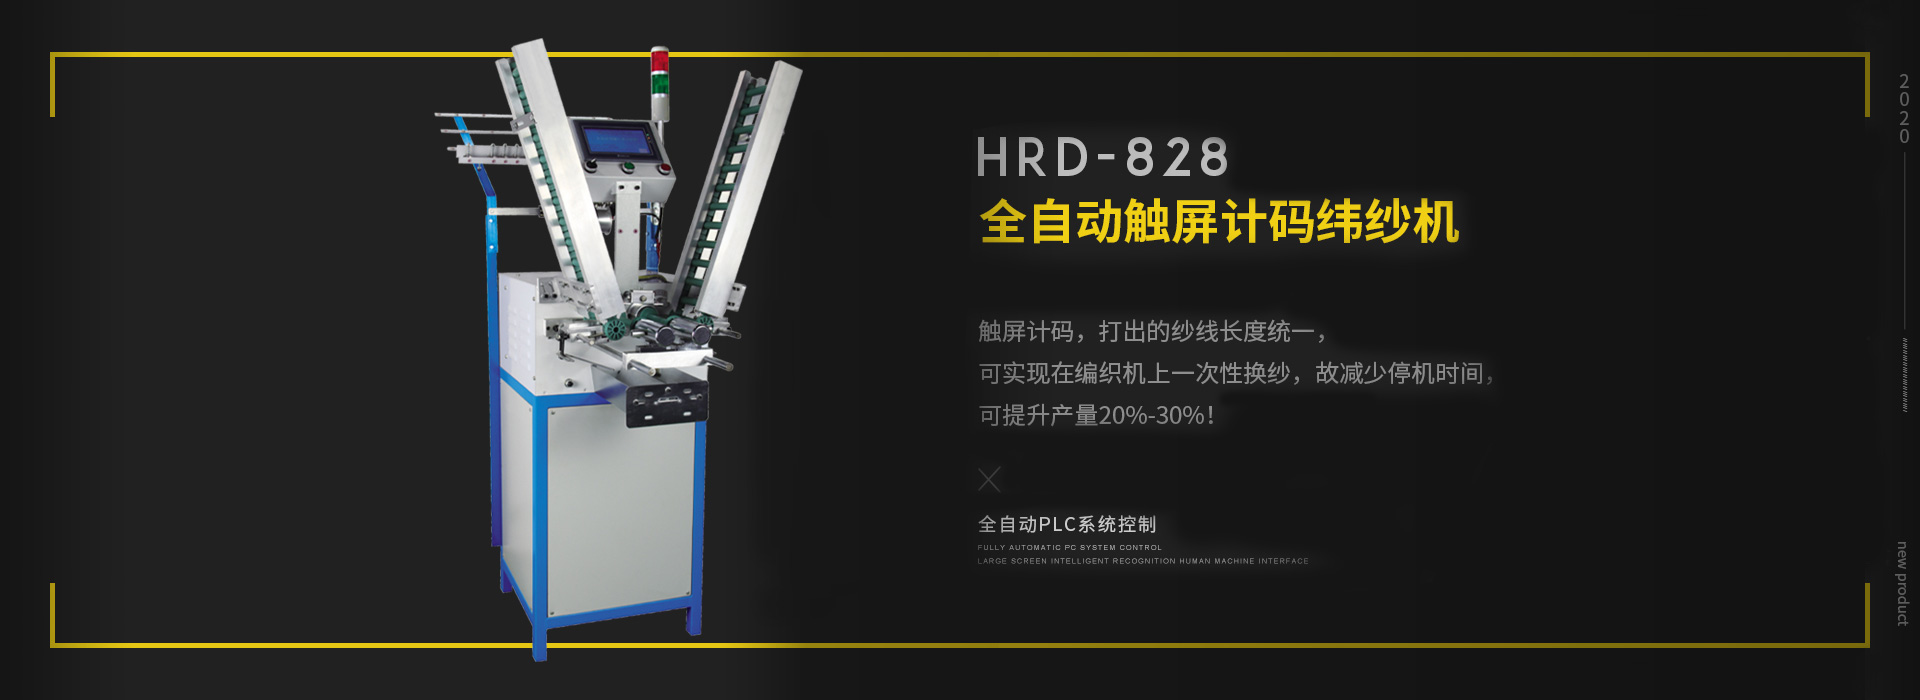 HRD-828
全自动触屏计码纬纱机
触屏计码，打出的纱线长度统一，
可实现在编织机上一次性换纱，故减少停机时间，
可提升产量20%-30%！
全自动PLC系统控制
FULLY AUTOMATIC PC SYSTEM CONTROL
LARGE SCREEN INTELLIGENT RECOGNITION HUMAN MACHINE INTERFACE
2020
new product